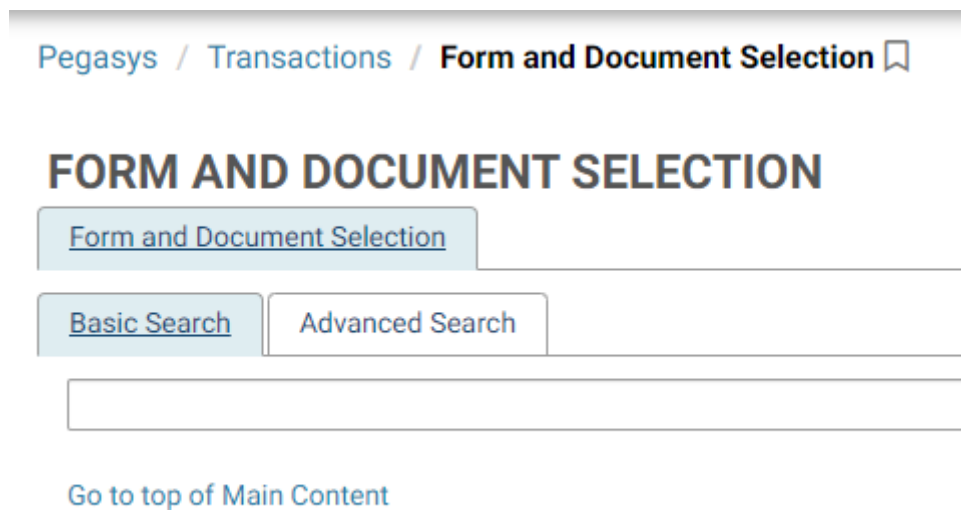 Pegasys / Transactions / Form and Document Selection
FORM AND DOCUMENT SELECTION
Form and Document Selection
Basic Search Advanced Search
Go to top of Main Content